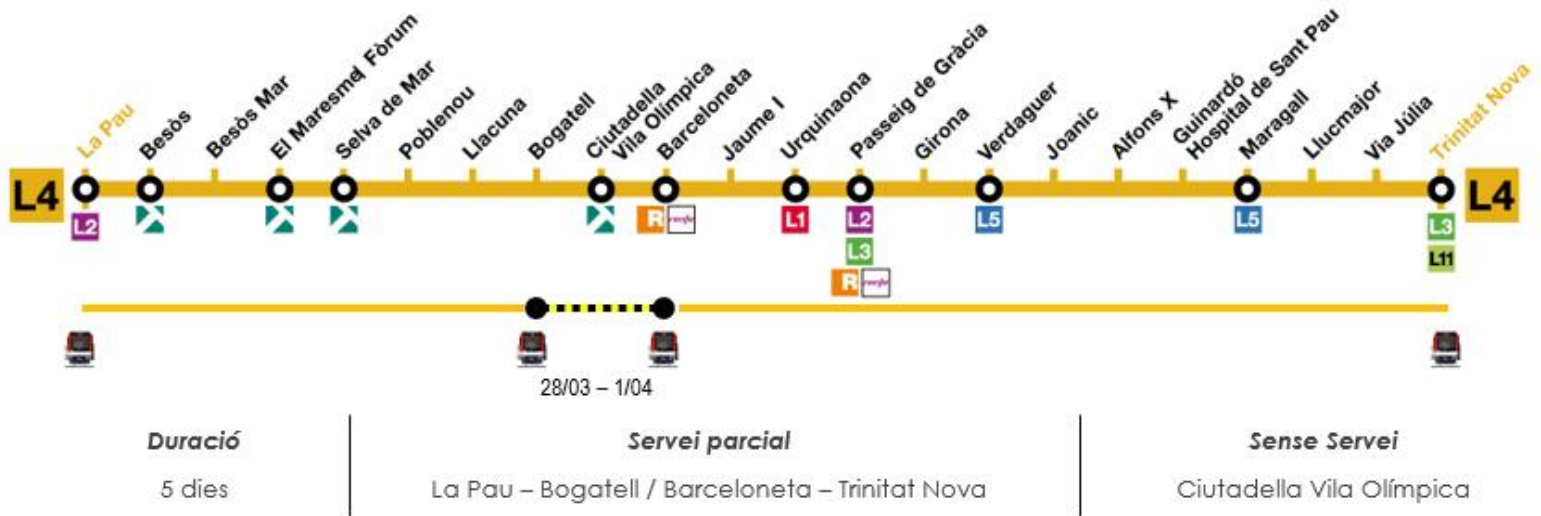 La Pau
Besòs
Besòs Mar
El Maresmel Fòrum
Selva de Mar
Poblenou
Llacuna
Bogatell
Ciutadella
Vila Olímpica
Barceloneta
Jaume I
Urquinaona
Passeig de Gràcia
Girona
Verdaguer
Joanic
Alfons X
Guinardó
Hospital de Sant Pau
Maragall
Llucmajor
Via Júlia
Trinitat Nova
L4
L4
L2
R renfe
L1
L2
L3
R renfe
L5
L5
L3
L11
28/03 – 1/04
Duració
Servei parcial
Sense Servei
5 dies
La Pau – Bogatell / Barceloneta – Trinitat Nova
Ciutadella Vila Olímpica